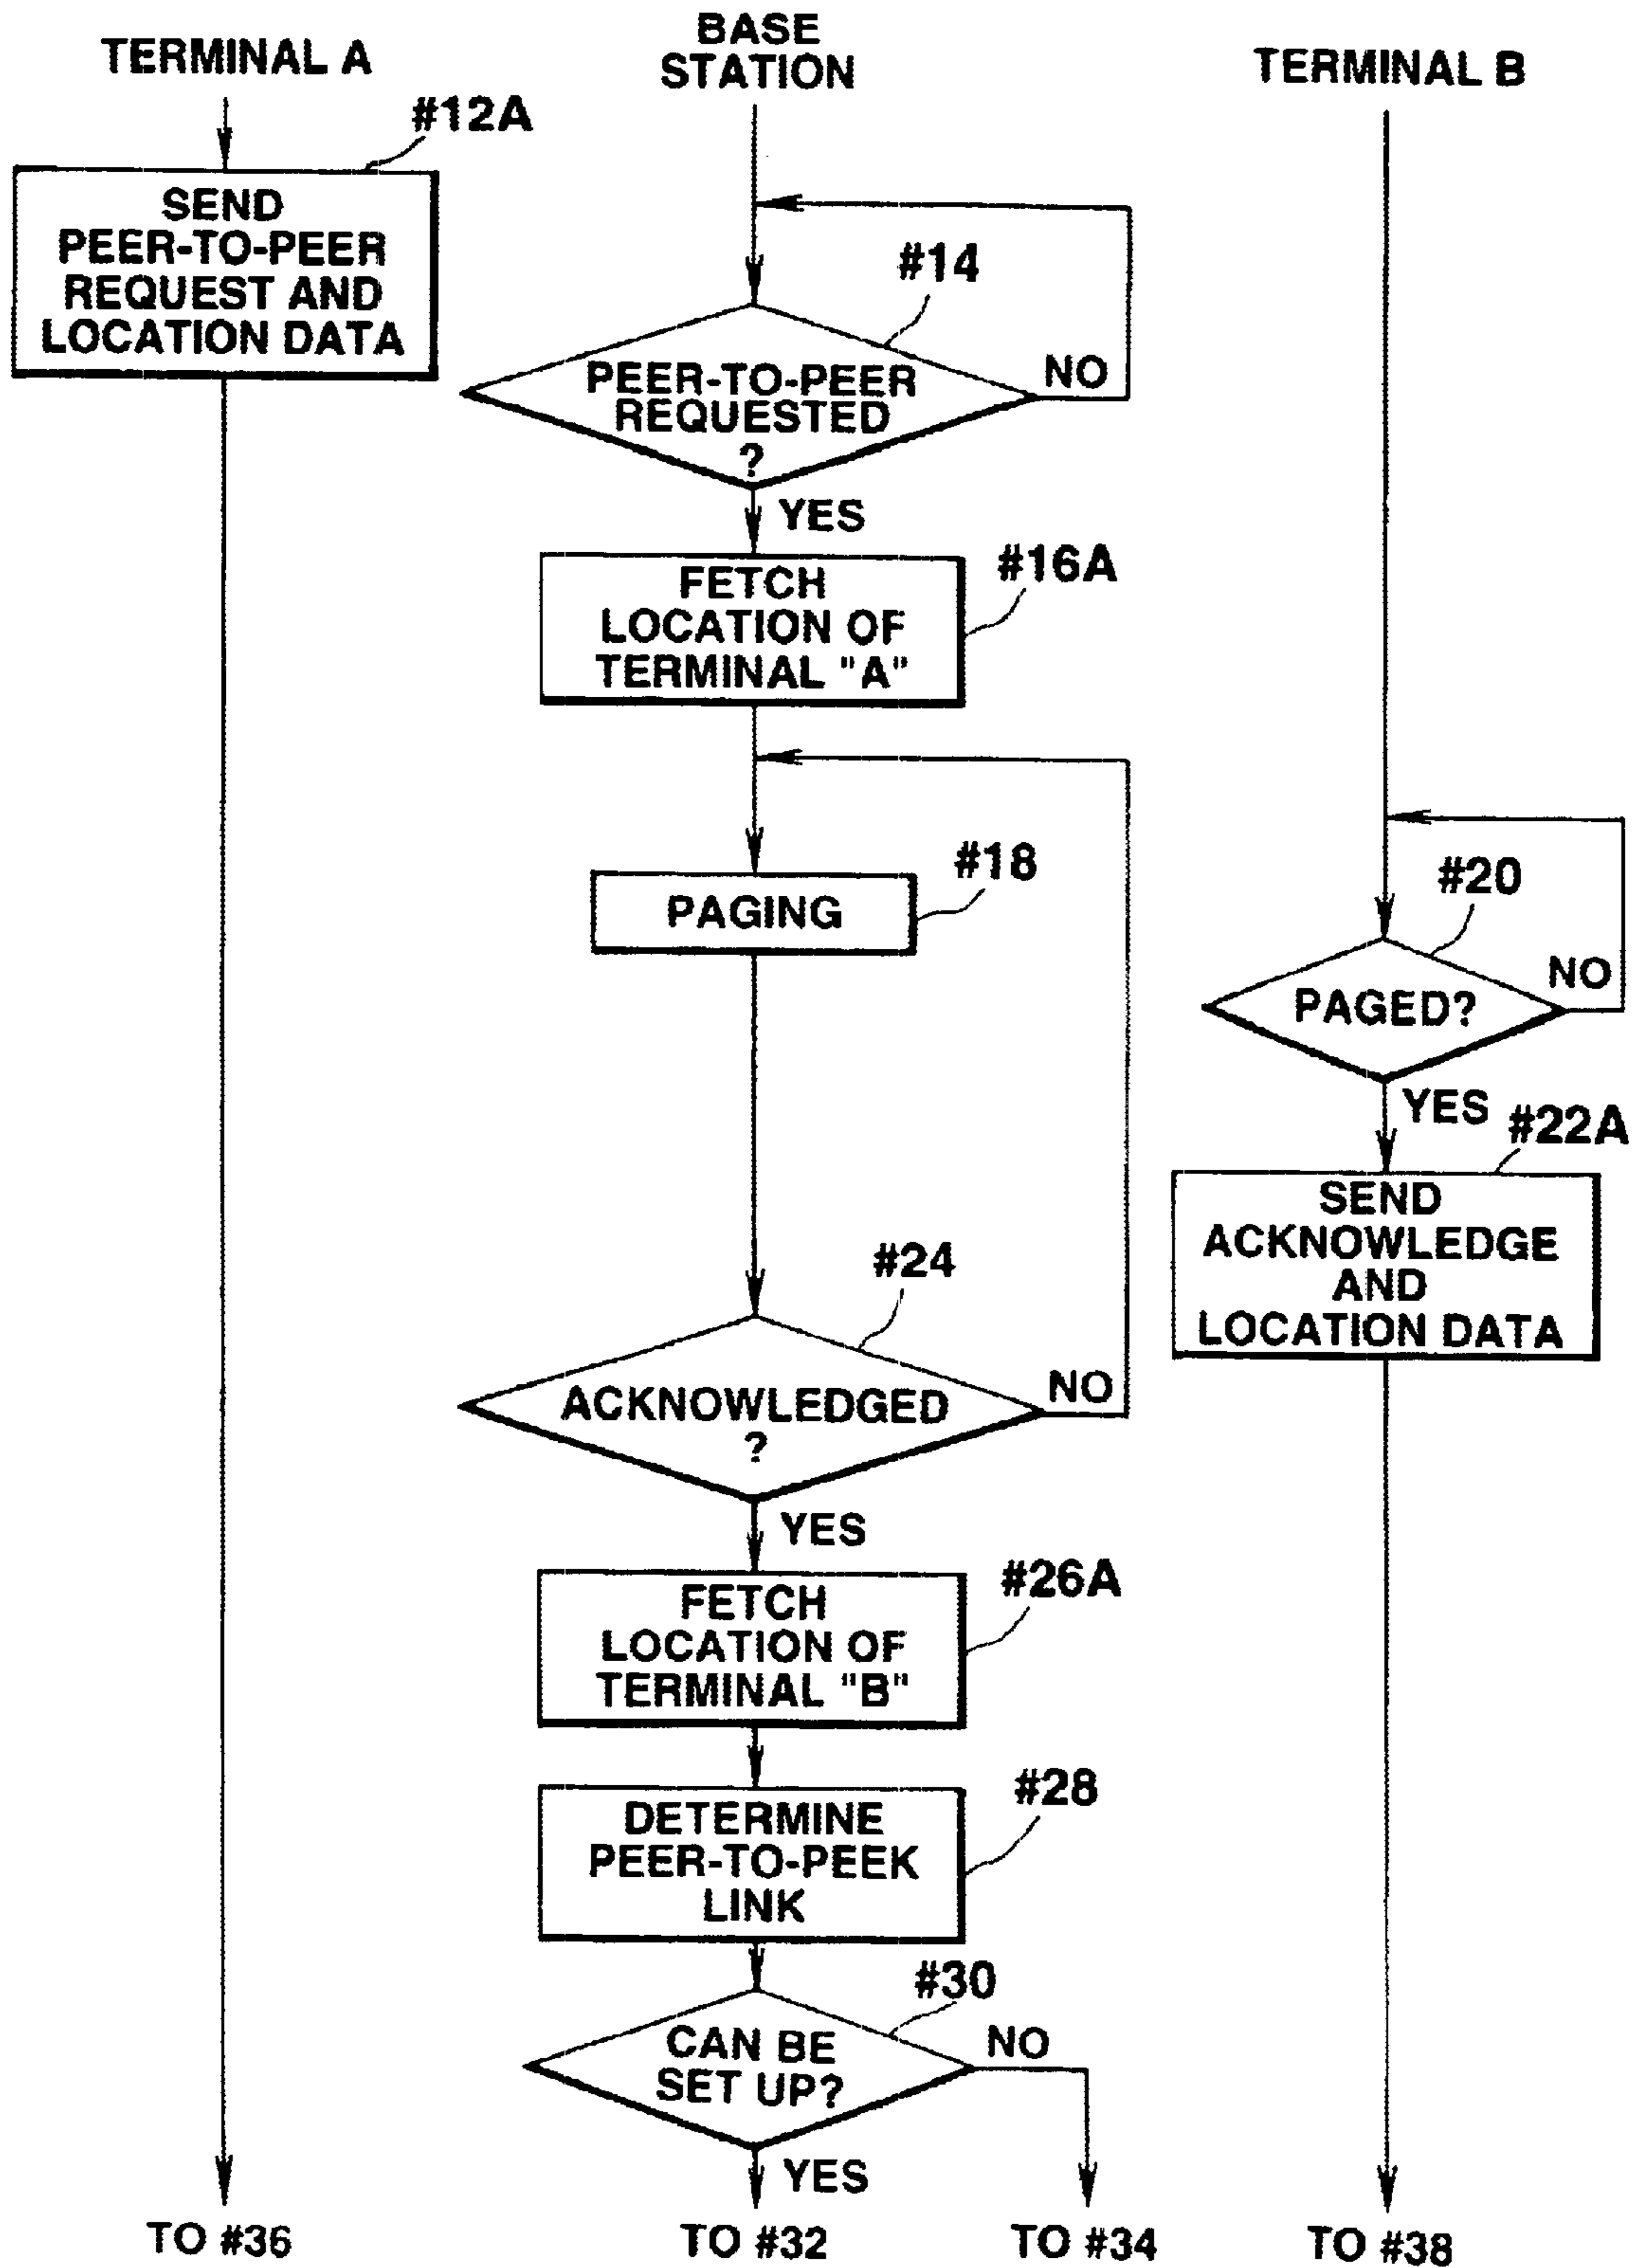 TERMINAL A
BASE
STATION
TERMINAL B
#12A
SEND
PEER-TO-PEER
REQUEST AND
LOCATION DATA
#14
PEER-TO-PEER
REQUESTED
?
NO
YES
#16A
FETCH
LOCATION OF
TERMINAL "A"
#18
PAGING
#20
PAGED?
NO
YES
#22A
SEND
ACKNOWLEDGE
AND
LOCATION DATA
#24
ACKNOWLEDGED
?
NO
YES
#26A
FETCH
LOCATION OF
TERMINAL "B"
#28
DETERMINE
PEER-TO-PEEK
LINK
#30
CAN BE
SET UP?
NO
YES
TO #36
TO #32
TO #34
TO #38